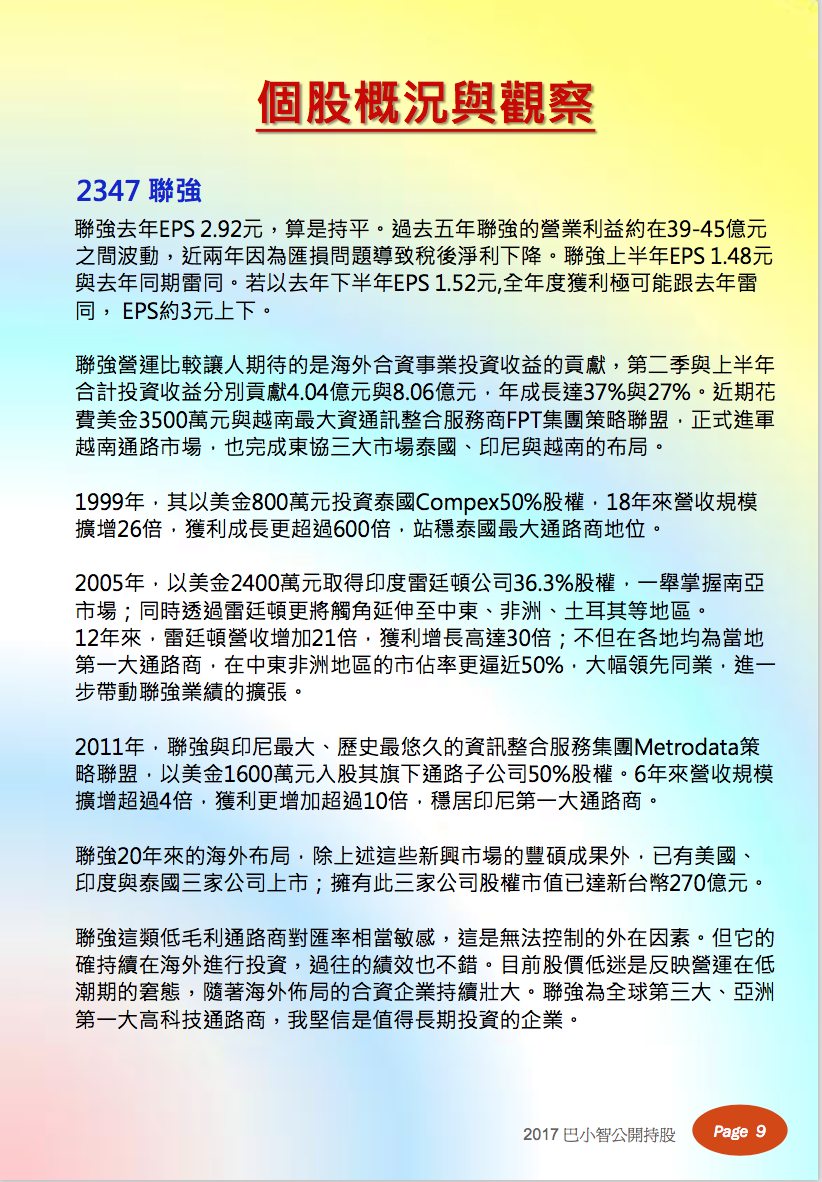 個股概況與觀察
2347 聯強
聯強去年EPS 2.92元，算是持平。過去五年聯強的營業利益約在39-45億元
之間波動，近兩年因為匯損問題導致稅後淨利下降。聯強上半年EPS 1.48元
與去年同期雷同。若以去年下半年EPS 1.52元,全年度獲利極可能跟去年雷
同， EPS約3元上下。
聯強營運比較讓人期待的是海外合資事業投資收益的貢獻，第二季與上半年
合計投資收益分別貢獻4.04億元與8.06億元，年成長達37%與27%。近期花
費美金3500萬元與越南最大資通訊整合服務商FPT集團策略聯盟，正式進軍
越南通路市場，也完成東協三大市場泰國、印尼與越南的布局。
1999年，其以美金800萬元投資泰國Compex50%股權，18年來營收規模
擴增26倍，獲利成長更超過600倍，站穩泰國最大通路商地位。
2005年，以美金2400萬元取得印度雷廷頓公司36.3%股權，一舉掌握南亞
市場；同時透過雷廷頓更將觸角延伸至中東、非洲、土耳其等地區。
12年來，雷廷頓營收增加21倍，獲利增長高達30倍；不但在各地均為當地
第一大通路商，在中東非洲地區的市佔率更逼近50%，大幅領先同業，進一
步帶動聯強業績的擴張。
2011年，聯強與印尼最大、歷史最悠久的資訊整合服務集團Metrodata策
略聯盟，以美金1600萬元入股其旗下通路子公司50%股權。6年來營收規模
擴增超過4倍，獲利更增加超過10倍，穩居印尼第一大通路商。
聯強20年來的海外布局，除上述這些新興市場的豐碩成果外，已有美國、
印度與泰國三家公司上市；擁有此三家公司股權市值已達新台幣270億元。
聯強這類低毛利通路商對匯率相當敏感，這是無法控制的外在因素。但它的
確持續在海外進行投資，過往的績效也不錯。目前股價低迷是反映營運在低
潮期的窘態，隨著海外佈局的合資企業持續壯大。聯強為全球第三大、亞洲
第一大高科技通路商，我堅信是值得長期投資的企業。
2017 巴小智公開持股
Page 9